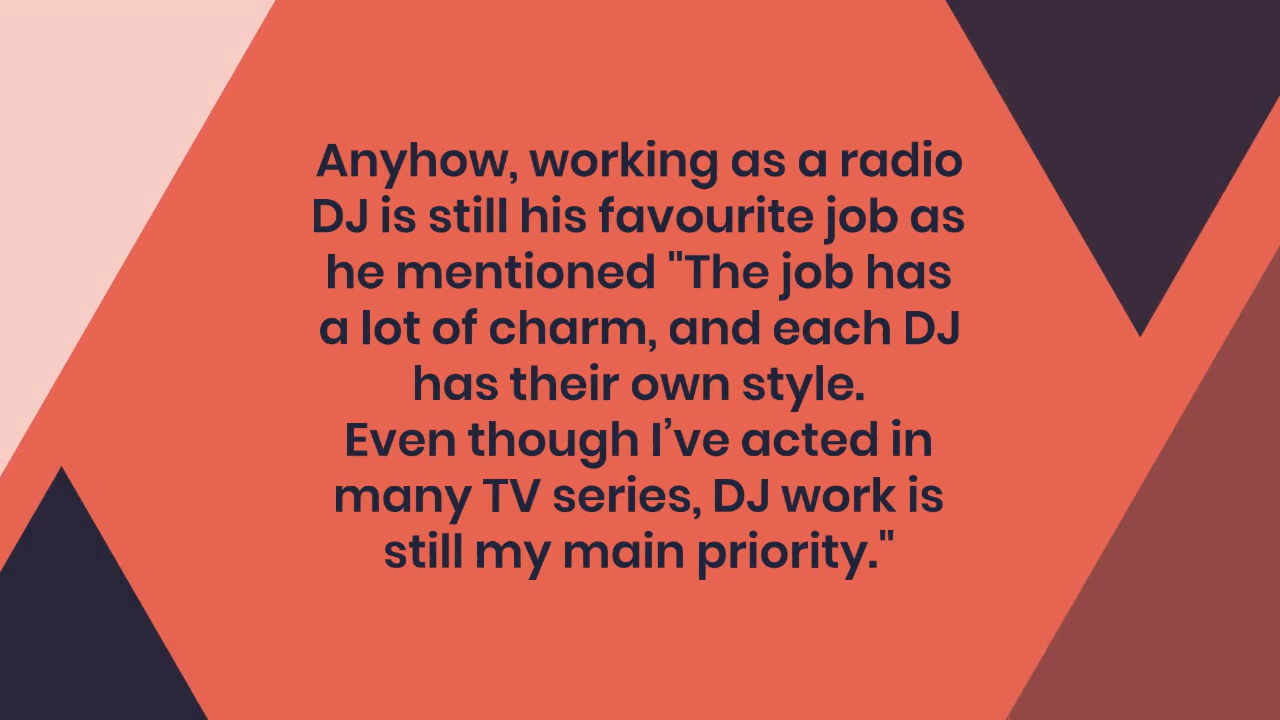 Anyhow, working as a radio
DJ is still his favourite job as
he mentioned "The job has
a lot of charm, and each DJ
has their own style.
Even though I’ve acted in
many TV series, DJ work is
still my main priority."